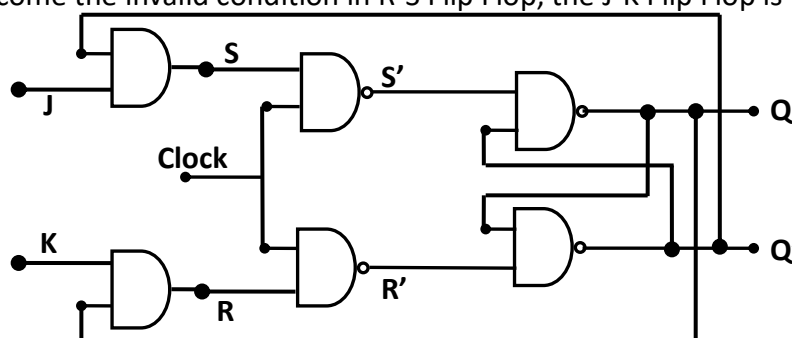 come the invalid condition in R-S Flip Flop, the J-K Flip Flop is
S
S'
J
Q
Clock
K
Q
R
R'